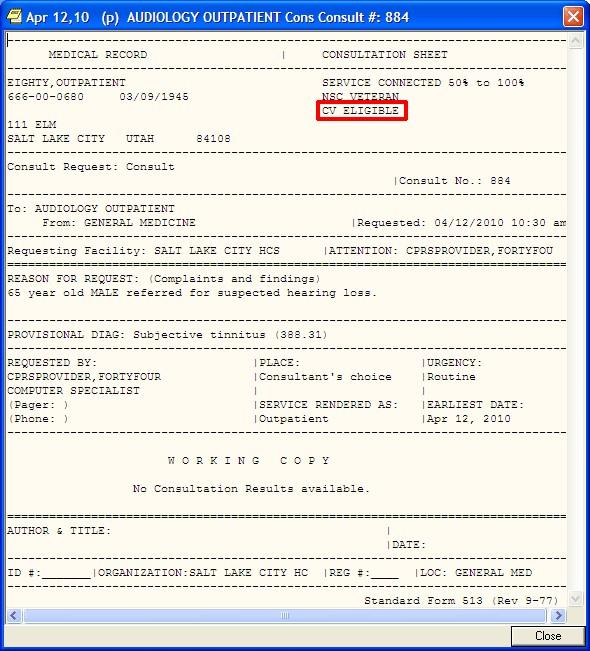 Apr 12,10 (p) AUDIOLOGY OUTPATIENT Cons Consult #: 884
MEDICAL RECORD | CONSULTATION SHEET
EIGHTY,OUTPATIENT SERVICE CONNECTED 50% to 100%
666-00-0680 03/09/1945 NSC VETERAN
CV ELIGIBLE
111 ELM
SALT LAKE CITY UTAH 84108
Consult Request: Consult
|Consult No.: 884
To: AUDIOLOGY OUTPATIENT
From: GENERAL MEDICINE |Requested: 04/12/2010 10:30 am
Requesting Facility: SALT LAKE CITY HCS |ATTENTION: CPRSPROVIDER,FORTYFOU
REASON FOR REQUEST: (Complaints and findings)
65 year old MALE referred for suspected hearing loss.
PROVISIONAL DIAG: Subjective tinnitus (388.31)
REQUESTED BY: |PLACE: |URGENCY:
CPRSPROVIDER,FORTYFOUR |Consultant's choice |Routine
COMPUTER SPECIALIST | |
(Pager: ) |SERVICE RENDERED AS: |EARLIEST DATE:
(Phone: ) |Outpatient |Apr 12, 2010
W O R K I N G C O P Y
No Consultation Results available.
AUTHOR & TITLE: |
|DATE:
ID #:_______|ORGANIZATION:SALT LAKE CITY HC |REG #:____ |LOC: GENERAL MED
Standard Form 513 (Rev 9-77)
Close